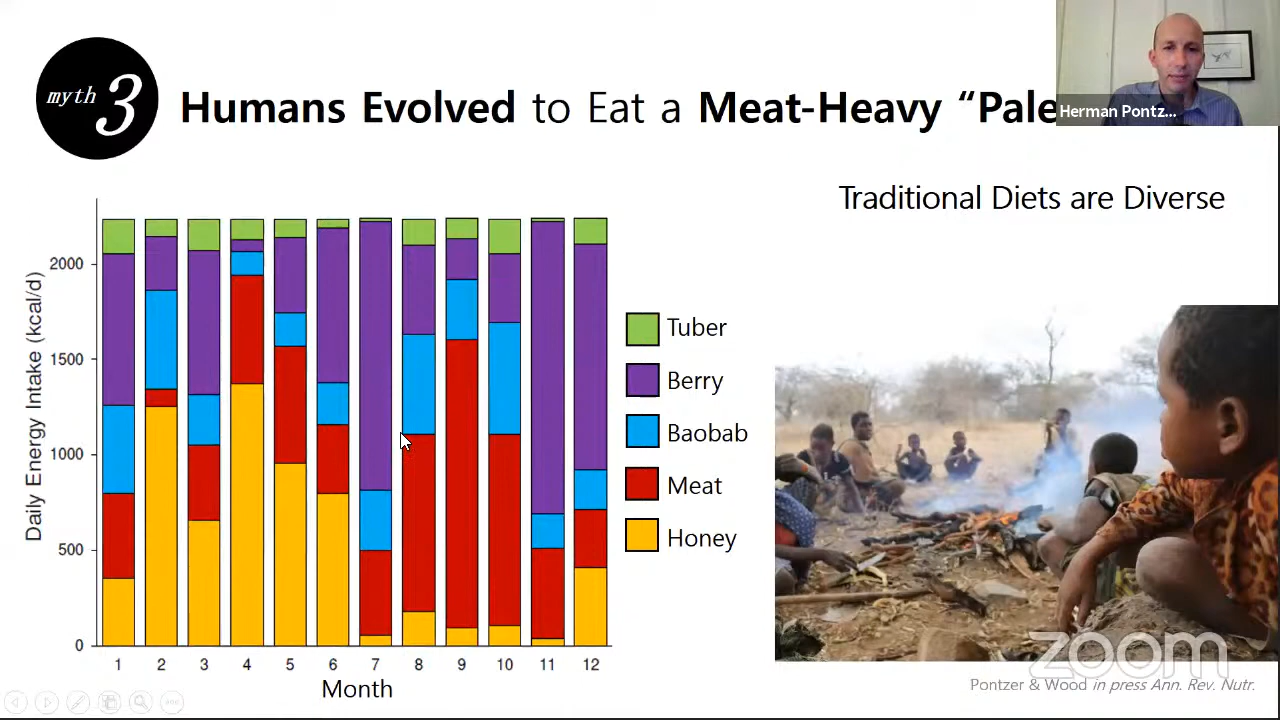 myth 3
Humans Evolved to Eat a Meat-Heavy “Pale
Herman Pontz...
Traditional Diets are Diverse
Daily Energy Intake (kcal/d)
2000
1500
1000
500
0
1 2 3 4 5 6 7 8 9 10 11 12
Month
Tuber
Berry
Baobab
Meat
Honey
zoom
Pontzer & Wood in press Ann. Rev. Nutr.